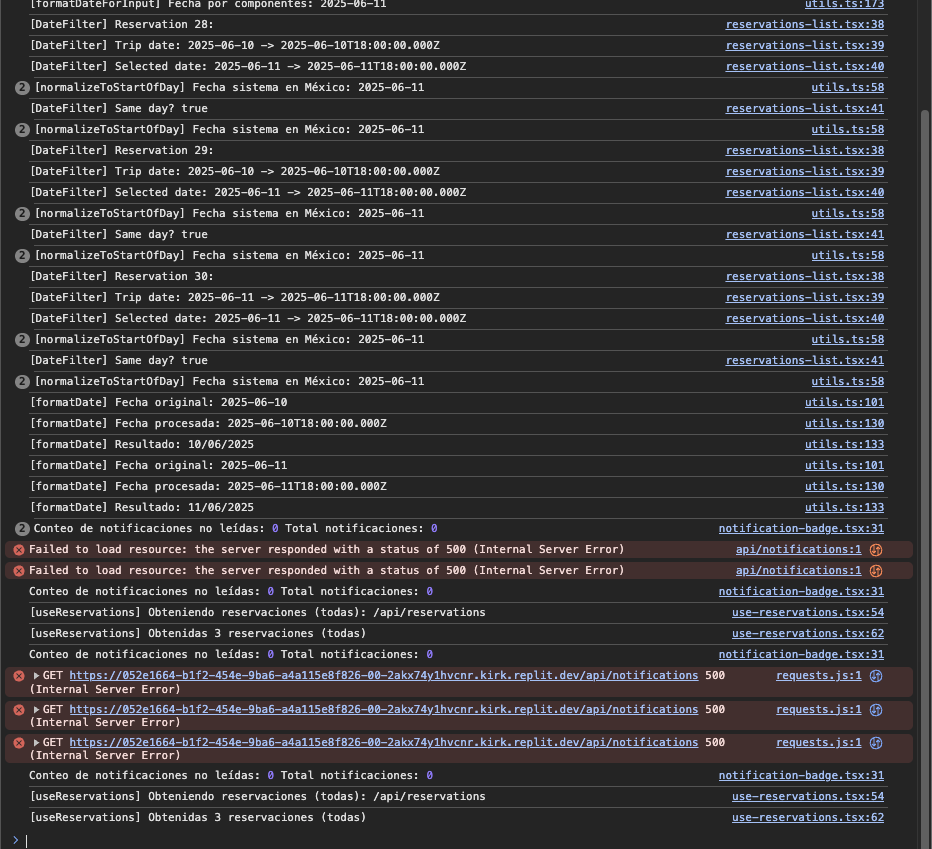 [formatDateForInput] Fecha por componentes: 2025-06-11 utils.ts:173
[DateFilter] Reservation 28: reservations-list.tsx:38
[DateFilter] Trip date: 2025-06-10 -> 2025-06-10T18:00:00.000Z reservations-list.tsx:39
[DateFilter] Selected date: 2025-06-11 -> 2025-06-11T18:00:00.000Z reservations-list.tsx:40
2 [normalizeToStartOfDay] Fecha sistema en México: 2025-06-11 utils.ts:58
[DateFilter] Same day? true reservations-list.tsx:41
2 [normalizeToStartOfDay] Fecha sistema en México: 2025-06-11 utils.ts:58
[DateFilter] Reservation 29: reservations-list.tsx:38
[DateFilter] Trip date: 2025-06-10 -> 2025-06-10T18:00:00.000Z reservations-list.tsx:39
[DateFilter] Selected date: 2025-06-11 -> 2025-06-11T18:00:00.000Z reservations-list.tsx:40
2 [normalizeToStartOfDay] Fecha sistema en México: 2025-06-11 utils.ts:58
[DateFilter] Same day? true reservations-list.tsx:41
2 [normalizeToStartOfDay] Fecha sistema en México: 2025-06-11 utils.ts:58
[DateFilter] Reservation 30: reservations-list.tsx:38
[DateFilter] Trip date: 2025-06-11 -> 2025-06-11T18:00:00.000Z reservations-list.tsx:39
[DateFilter] Selected date: 2025-06-11 -> 2025-06-11T18:00:00.000Z reservations-list.tsx:40
2 [normalizeToStartOfDay] Fecha sistema en México: 2025-06-11 utils.ts:58
[DateFilter] Same day? true reservations-list.tsx:41
2 [normalizeToStartOfDay] Fecha sistema en México: 2025-06-11 utils.ts:58
[formatDate] Fecha original: 2025-06-10 utils.ts:101
[formatDate] Fecha procesada: 2025-06-10T18:00:00.000Z utils.ts:130
[formatDate] Resultado: 10/06/2025 utils.ts:133
[formatDate] Fecha original: 2025-06-11 utils.ts:101
[formatDate] Fecha procesada: 2025-06-11T18:00:00.000Z utils.ts:130
[formatDate] Resultado: 11/06/2025 utils.ts:133
2 Conteo de notificaciones no leídas: 0 Total notificaciones: 0 notification-badge.tsx:31
Failed to load resource: the server responded with a status of 500 (Internal Server Error) api/notifications:1
Failed to load resource: the server responded with a status of 500 (Internal Server Error) api/notifications:1
Conteo de notificaciones no leídas: 0 Total notificaciones: 0 notification-badge.tsx:31
[useReservations] Obteniendo reservaciones (todas): /api/reservations use-reservations.tsx:54
[useReservations] Obtenidas 3 reservaciones (todas) use-reservations.tsx:62
Conteo de notificaciones no leídas: 0 Total notificaciones: 0 notification-badge.tsx:31
GET https://052e1664-b1f2-454e-9ba6-a4a115e8f826-00-2akx74y1hvcnr.kirk.replit.dev/api/notifications 500 requests.js:1
(Internal Server Error)
GET https://052e1664-b1f2-454e-9ba6-a4a115e8f826-00-2akx74y1hvcnr.kirk.replit.dev/api/notifications 500 requests.js:1
(Internal Server Error)
GET https://052e1664-b1f2-454e-9ba6-a4a115e8f826-00-2akx74y1hvcnr.kirk.replit.dev/api/notifications 500 requests.js:1
(Internal Server Error)
Conteo de notificaciones no leídas: 0 Total notificaciones: 0 notification-badge.tsx:31
[useReservations] Obteniendo reservaciones (todas): /api/reservations use-reservations.tsx:54
[useReservations] Obtenidas 3 reservaciones (todas) use-reservations.tsx:62